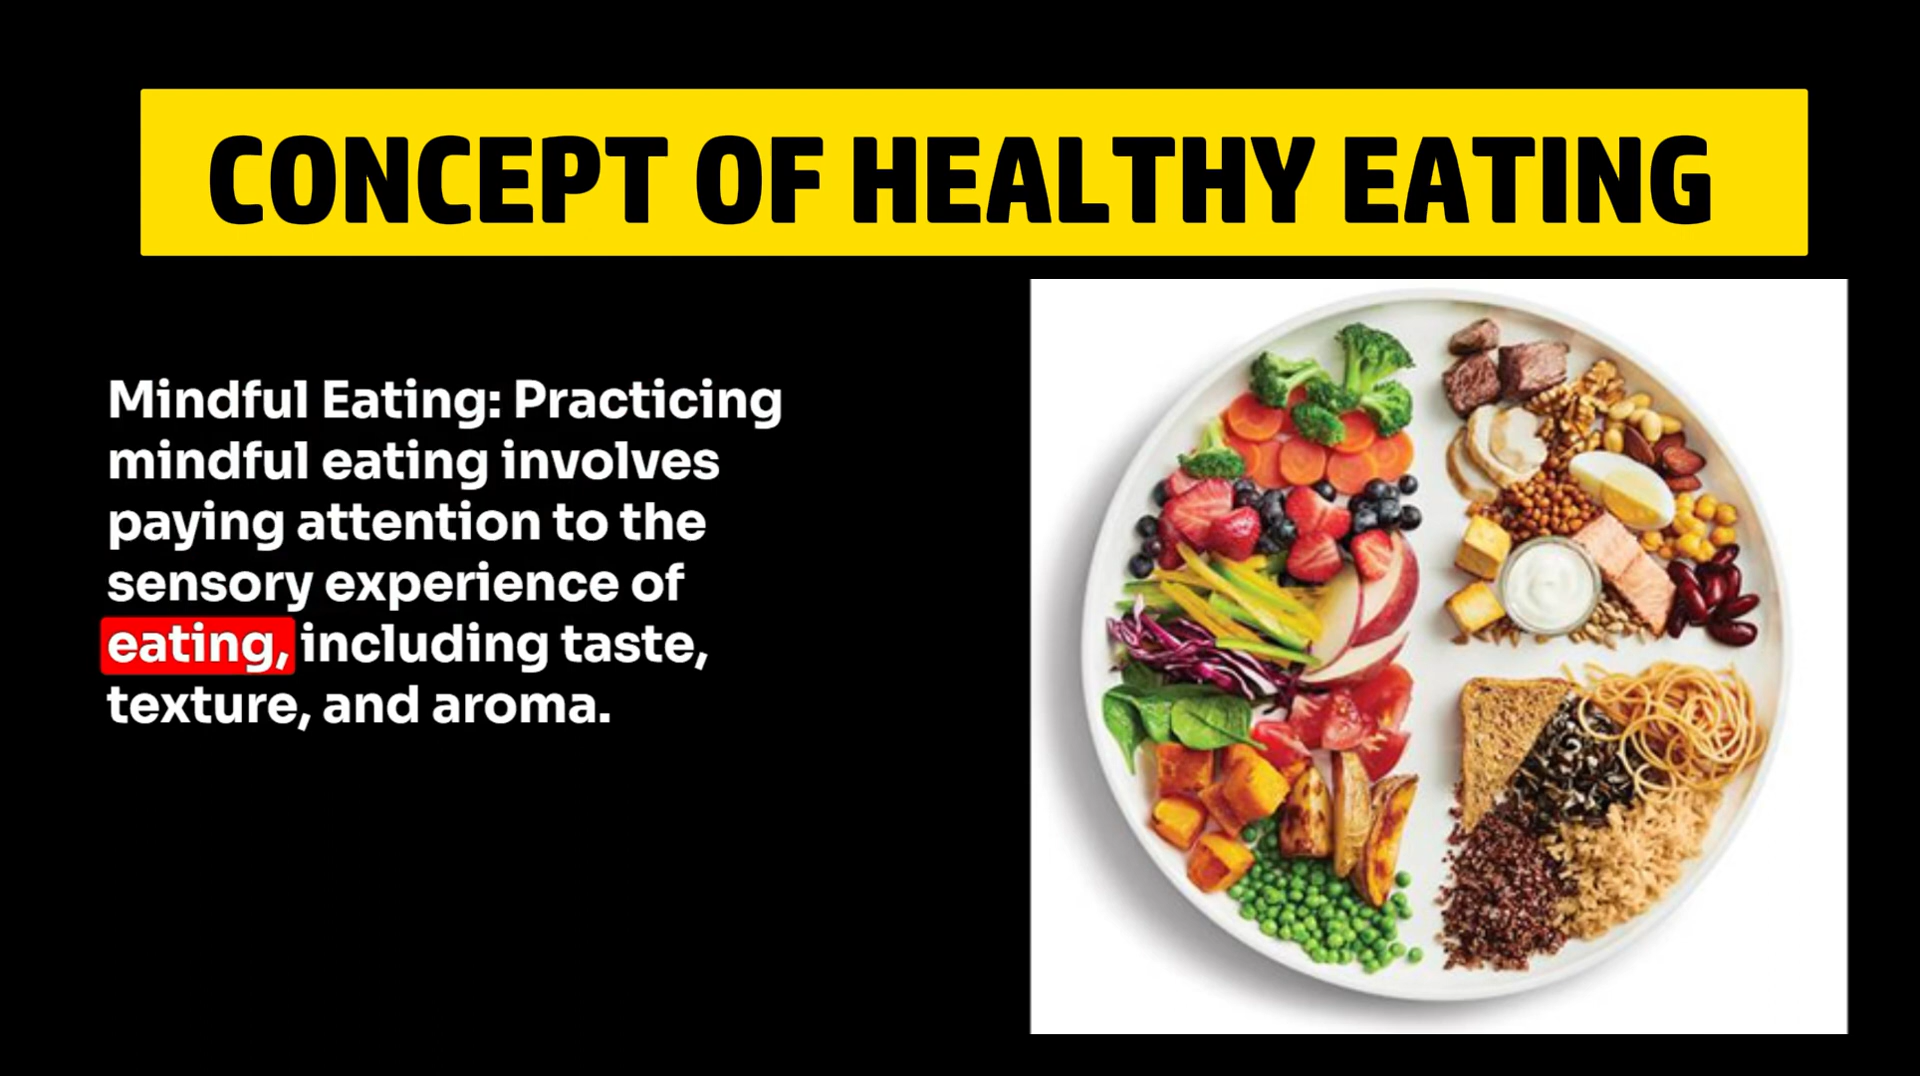 CONCEPT OF HEALTHY EATING
Mindful Eating: Practicing
mindful eating involves
paying attention to the
sensory experience of
eating, including taste,
texture, and aroma.